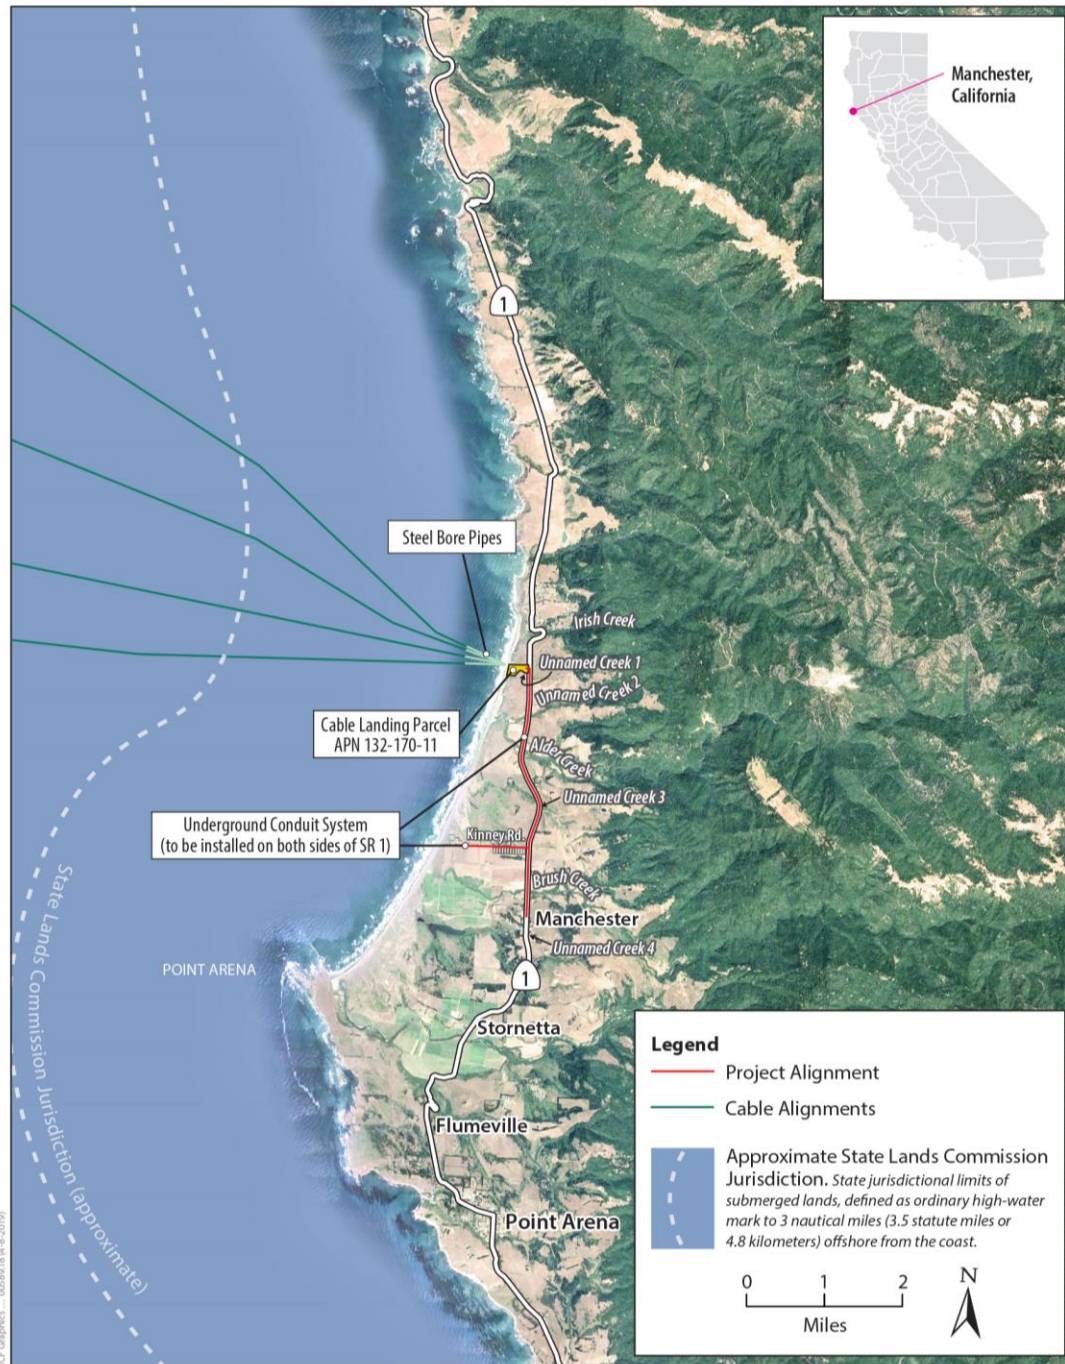 Manchester,
California
1
Steel Bore Pipes
Irish Creek
Unnamed Creek 1
Unnamed Creek 2
Cable Landing Parcel
APN 132-170-11
Alder Creek
Unnamed Creek 3
Underground Conduit System
(to be installed on both sides of SR 1)
Kinney Rd.
Brush Creek
Manchester
Unnamed Creek 4
POINT ARENA
1
Stornetta
Flumeville
Point Arena
State Lands Commission Jurisdiction (approximate)
Legend
Project Alignment
Cable Alignments
Approximate State Lands Commission
Jurisdiction. State jurisdictional limits of
submerged lands, defined as ordinary high-water
mark to 3 nautical miles (3.5 statute miles or
4.8 kilometers) offshore from the coast.
0 1 2
Miles
N